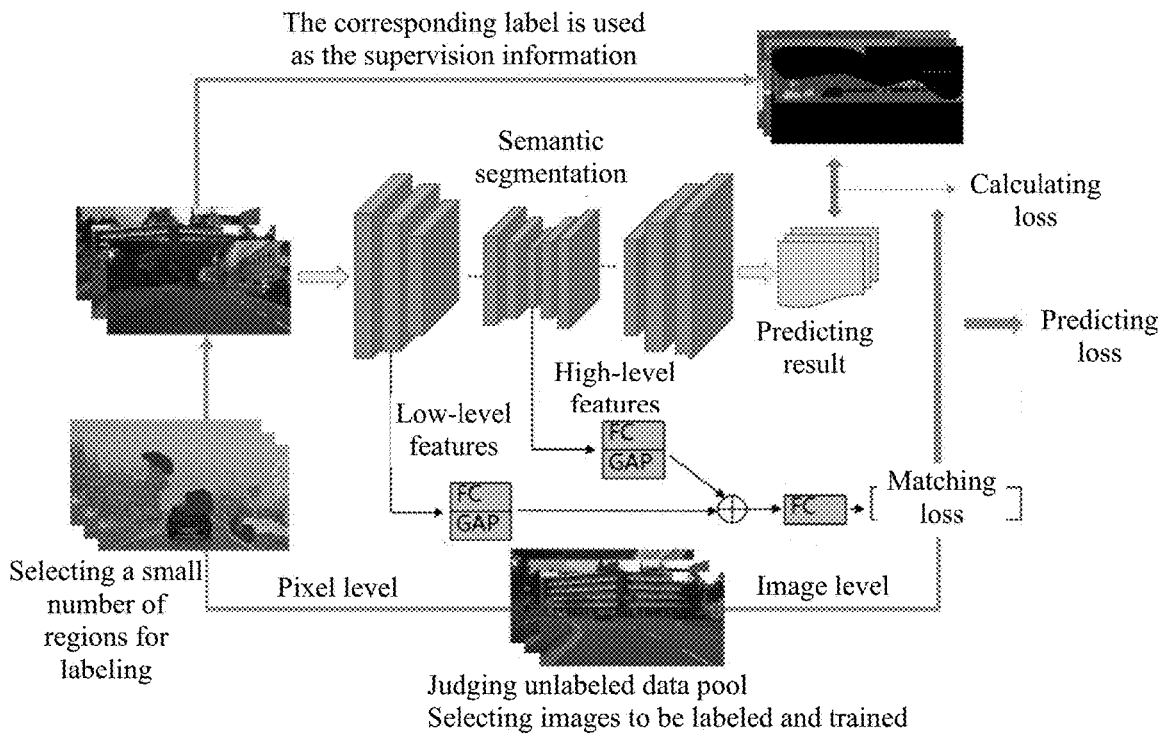 The corresponding label is used
as the supervision information
Semantic
segmentation
Calculating
loss
Predicting
loss
Predicting
result
High-level
features
Low-level
features
FC
GAP
FC
GAP
FC
Matching
loss
Selecting a small
number of
regions for
labeling
Pixel level
Image level
Judging unlabeled data pool
Selecting images to be labeled and trained